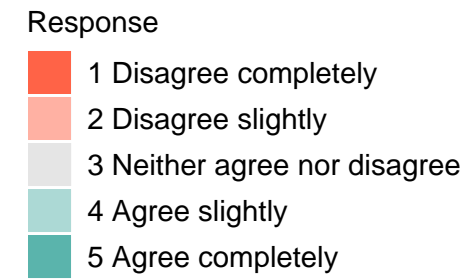 Response
1 Disagree completely
2 Disagree slightly
3 Neither agree nor disagree
4 Agree slightly
5 Agree completely